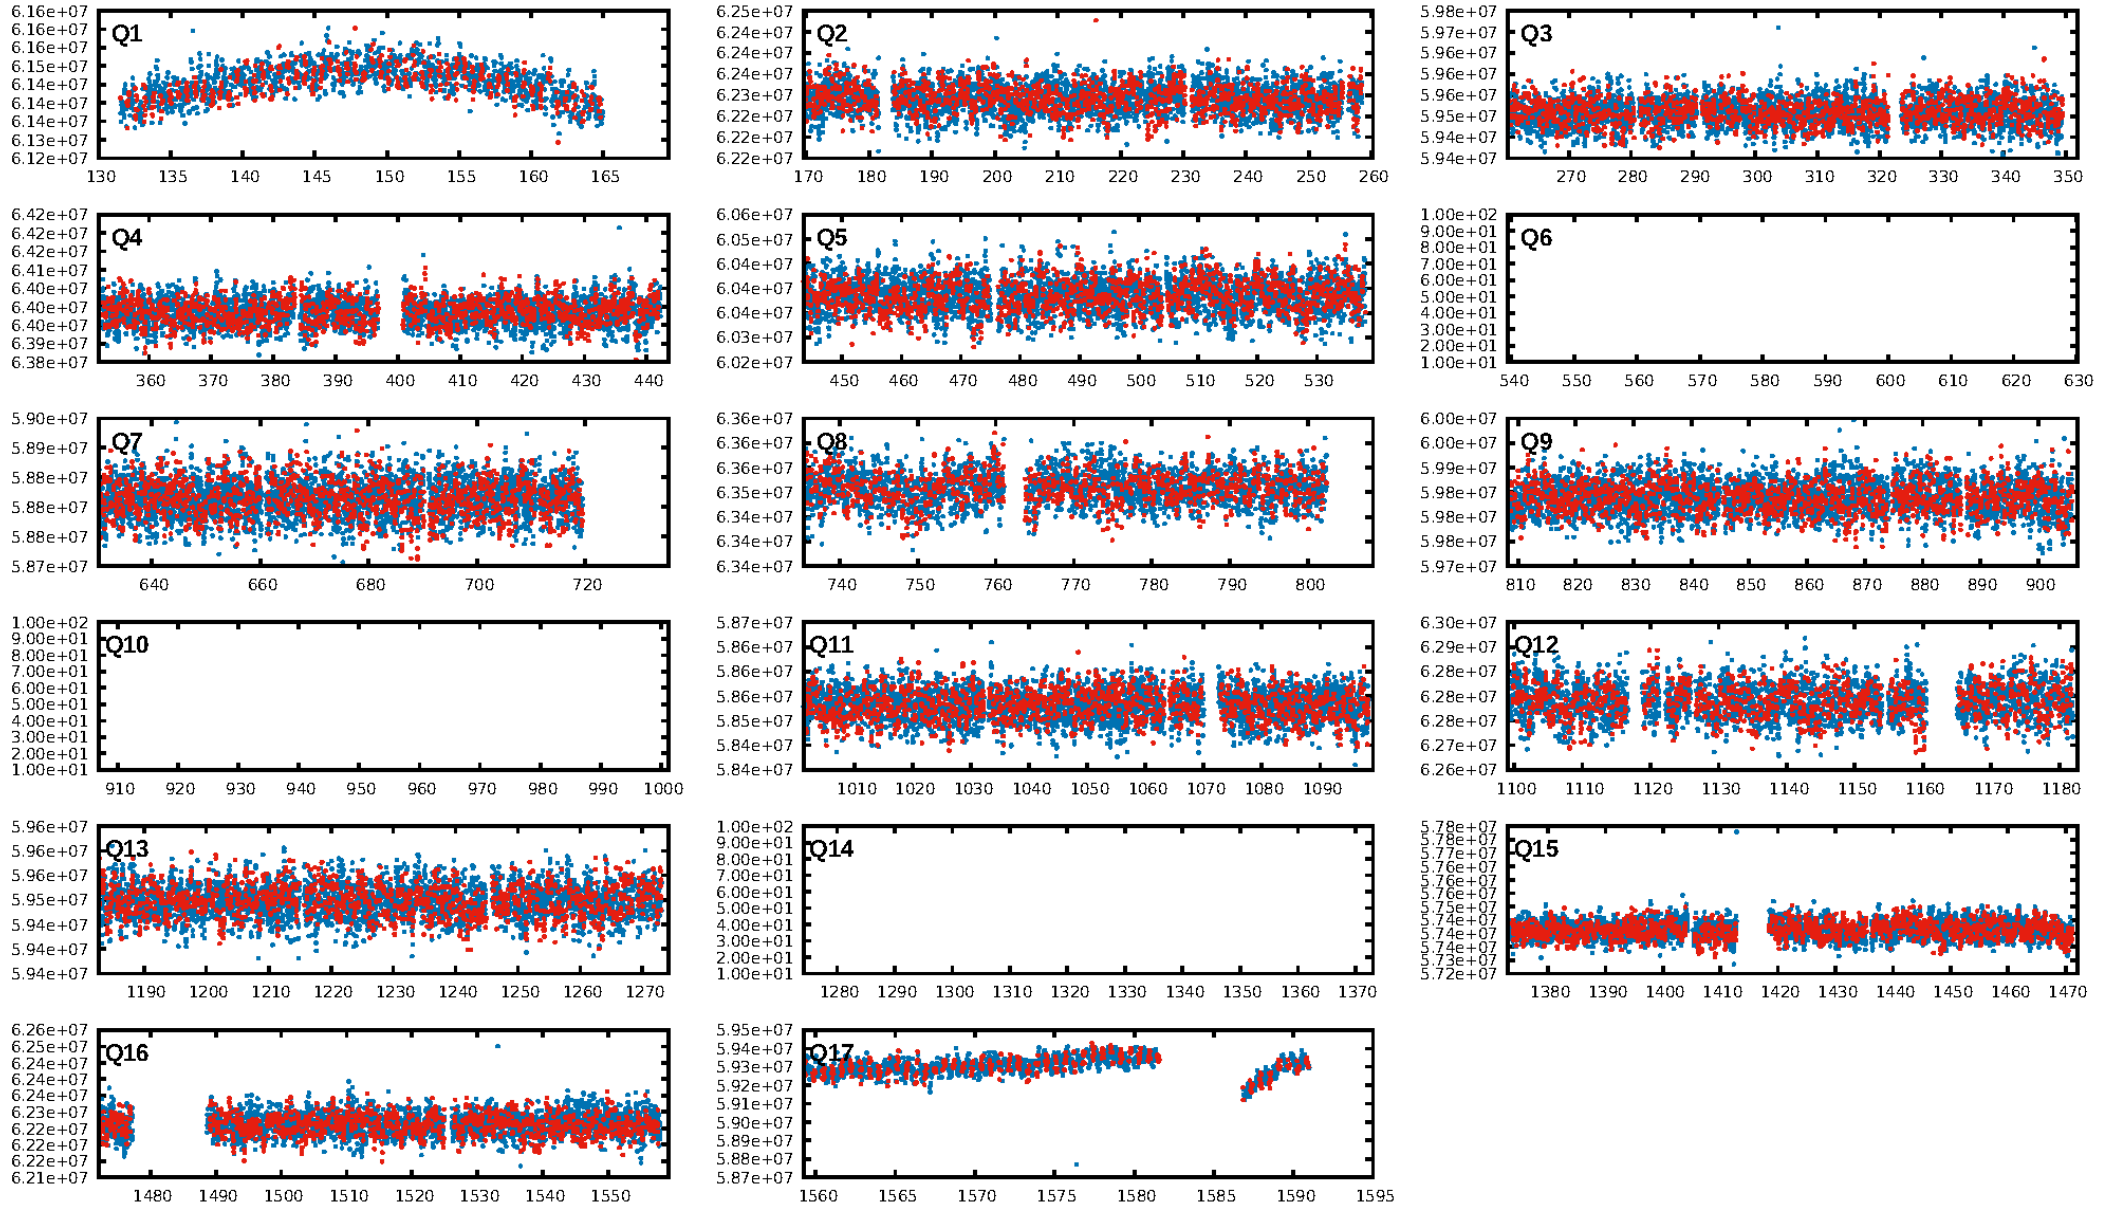 Q1
6.16e+07
6.16e+07
6.16e+07
6.15e+07
6.14e+07
6.14e+07
6.14e+07
6.13e+07
6.12e+07
130 135 140 145 150 155 160 165
Q2
6.25e+07
6.24e+07
6.24e+07
6.24e+07
6.23e+07
6.22e+07
6.22e+07
6.22e+07
170 180 190 200 210 220 230 240 250 260
Q3
5.98e+07
5.97e+07
5.96e+07
5.96e+07
5.96e+07
5.95e+07
5.94e+07
5.94e+07
270 280 290 300 310 320 330 340 350
Q4
6.42e+07
6.42e+07
6.41e+07
6.41e+07
6.40e+07
6.40e+07
6.40e+07
6.39e+07
6.38e+07
360 370 380 390 400 410 420 430 440
Q5
6.06e+07
6.05e+07
6.04e+07
6.04e+07
6.04e+07
6.03e+07
6.02e+07
450 460 470 480 490 500 510 520 530
Q6
1.00e+02
9.00e+01
8.00e+01
7.00e+01
6.00e+01
5.00e+01
4.00e+01
3.00e+01
2.00e+01
1.00e+01
540 550 560 570 580 590 600 610 620 630
Q7
5.90e+07
5.89e+07
5.88e+07
5.88e+07
5.88e+07
5.87e+07
640 660 680 700 720
Q8
6.36e+07
6.36e+07
6.36e+07
6.35e+07
6.34e+07
6.34e+07
6.34e+07
740 750 760 770 780 790 800
Q9
6.00e+07
6.00e+07
5.99e+07
5.98e+07
5.98e+07
5.98e+07
5.97e+07
810 820 830 840 850 860 870 880 890 900
Q10
1.00e+02
9.00e+01
8.00e+01
7.00e+01
6.00e+01
5.00e+01
4.00e+01
3.00e+01
2.00e+01
1.00e+01
910 920 930 940 950 960 970 980 990 1000
Q11
5.87e+07
5.86e+07
5.86e+07
5.86e+07
5.85e+07
5.84e+07
5.84e+07
1010 1020 1030 1040 1050 1060 1070 1080 1090
Q12
6.30e+07
6.29e+07
6.28e+07
6.28e+07
6.27e+07
6.26e+07
1100 1110 1120 1130 1140 1150 1160 1170 1180
Q13
5.96e+07
5.96e+07
5.96e+07
5.95e+07
5.94e+07
5.94e+07
5.94e+07
1190 1200 1210 1220 1230 1240 1250 1260 1270
Q14
1.00e+02
9.00e+01
8.00e+01
7.00e+01
6.00e+01
5.00e+01
4.00e+01
3.00e+01
2.00e+01
1.00e+01
1280 1290 1300 1310 1320 1330 1340 1350 1360 1370
Q15
5.78e+07
5.78e+07
5.77e+07
5.76e+07
5.76e+07
5.76e+07
5.75e+07
5.74e+07
5.74e+07
5.74e+07
5.73e+07
5.72e+07
1380 1390 1400 1410 1420 1430 1440 1450 1460 1470
Q16
6.26e+07
6.25e+07
6.24e+07
6.24e+07
6.24e+07
6.23e+07
6.22e+07
6.22e+07
6.22e+07
6.21e+07
1480 1490 1500 1510 1520 1530 1540 1550
Q17
5.95e+07
5.94e+07
5.93e+07
5.92e+07
5.91e+07
5.90e+07
5.89e+07
5.88e+07
5.87e+07
1560 1565 1570 1575 1580 1585 1590 1595